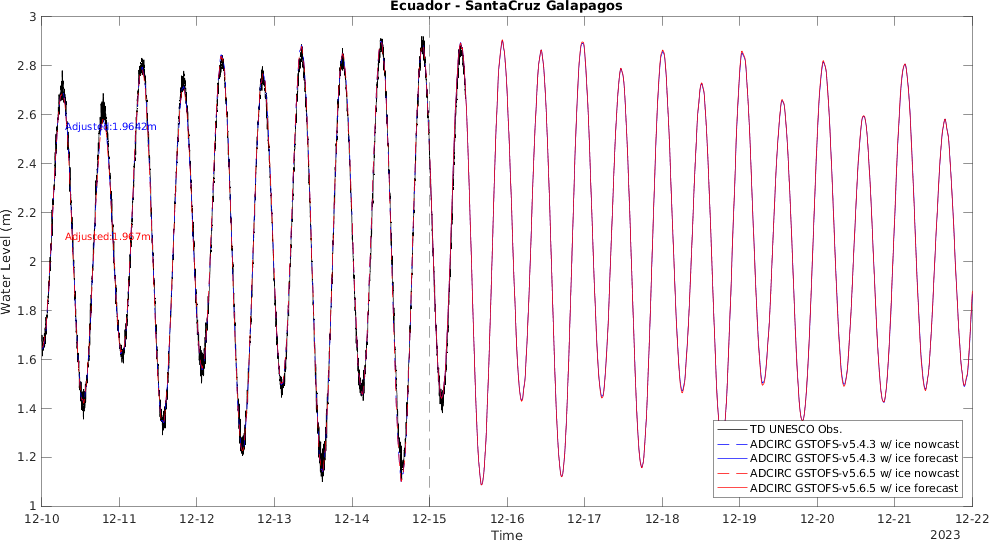 Ecuador - SantaCruz Galapagos
3
2.8
2.6
2.4
2.2
2
1.8
1.6
1.4
1.2
1
Water Level (m)
Adjusted:1.9642m
Adjusted:1.967m
TD UNESCO Obs.
ADCIRC GSTOFS-v5.4.3 w/ ice nowcast
ADCIRC GSTOFS-v5.4.3 w/ ice forecast
ADCIRC GSTOFS-v5.6.5 w/ ice nowcast
ADCIRC GSTOFS-v5.6.5 w/ ice forecast
12-10 12-11 12-12 12-13 12-14 12-15 12-16 12-17 12-18 12-19 12-20 12-21 12-22
Time
2023